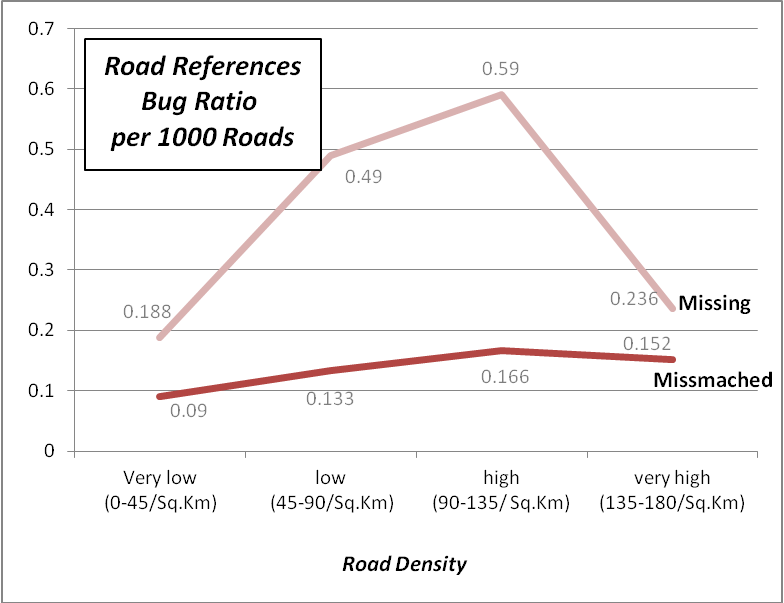 0.7
0.6
0.5
0.4
0.3
0.2
0.1
0
Road References
Bug Ratio
per 1000 Roads
0.188
0.49
0.59
0.236
Missing
0.09
0.133
0.166
0.152
Missmached
Very low
(0-45/Sq.Km)
low
(45-90/Sq.Km)
high
(90-135/ Sq.Km)
very high
(135-180/Sq.Km)
Road Density